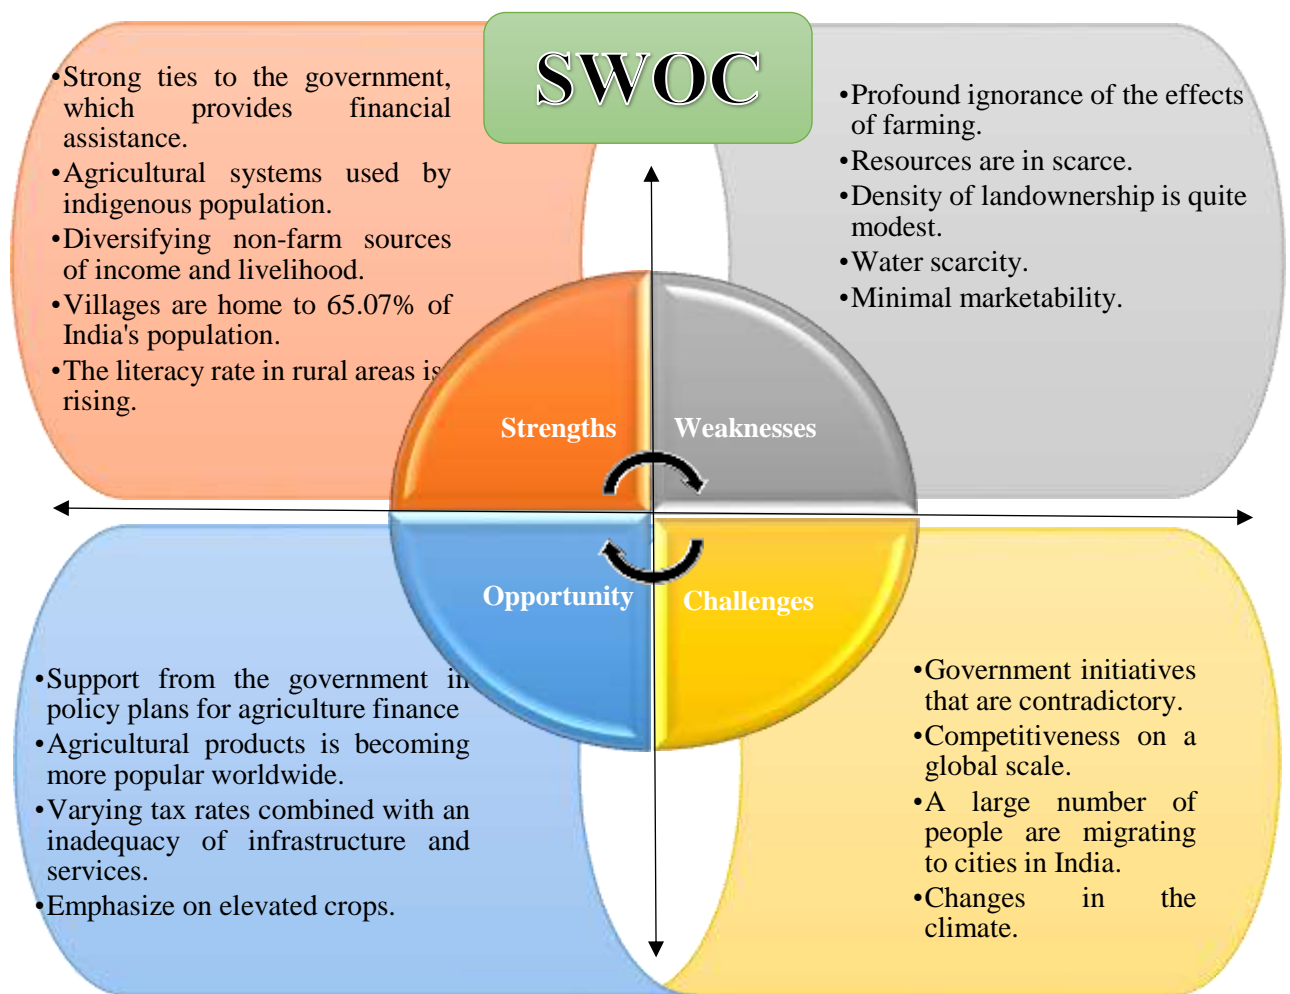 SWOC
•Strong ties to the government,
which provides financial
assistance.
•Agricultural systems used by
indigenous population.
•Diversifying non-farm sources
of income and livelihood.
•Villages are home to 65.07% of
India's population.
•The literacy rate in rural areas is
rising.
•Profound ignorance of the effects
of farming.
•Resources are in scarce.
•Density of landownership is quite
modest.
•Water scarcity.
•Minimal marketability.
Strengths
Weaknesses
Opportunity
Challenges
•Support from the government in
policy plans for agriculture finance
•Agricultural products is becoming
more popular worldwide.
•Varying tax rates combined with an
inadequacy of infrastructure and
services.
•Emphasize on elevated crops.
•Government initiatives
that are contradictory.
•Competitiveness on a
global scale.
•A large number of
people are migrating
to cities in India.
•Changes in the
climate.